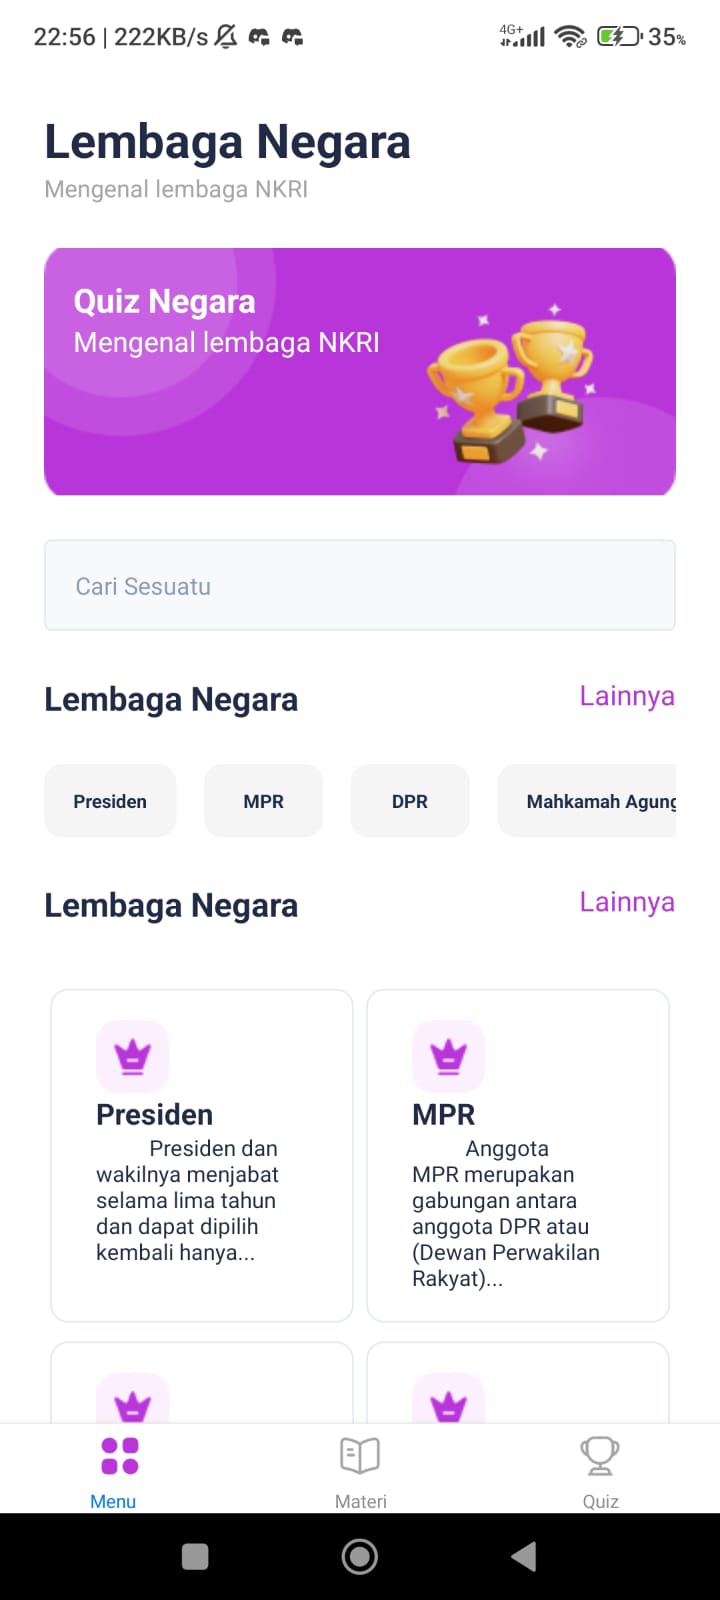 22:56 | 222KB/s 4G+ 35%
Lembaga Negara
Mengenal lembaga NKRI
Quiz Negara
Mengenal lembaga NKRI
Cari Sesuatu
Lembaga Negara Lainnya
Presiden MPR DPR Mahkamah Agung
Lembaga Negara Lainnya
Presiden
Presiden dan
wakilnya menjabat
selama lima tahun
dan dapat dipilih
kembali hanya...
MPR
Anggota
MPR merupakan
gabungan antara
anggota DPR atau
(Dewan Perwakilan
Rakyat)...
Menu Materi Quiz